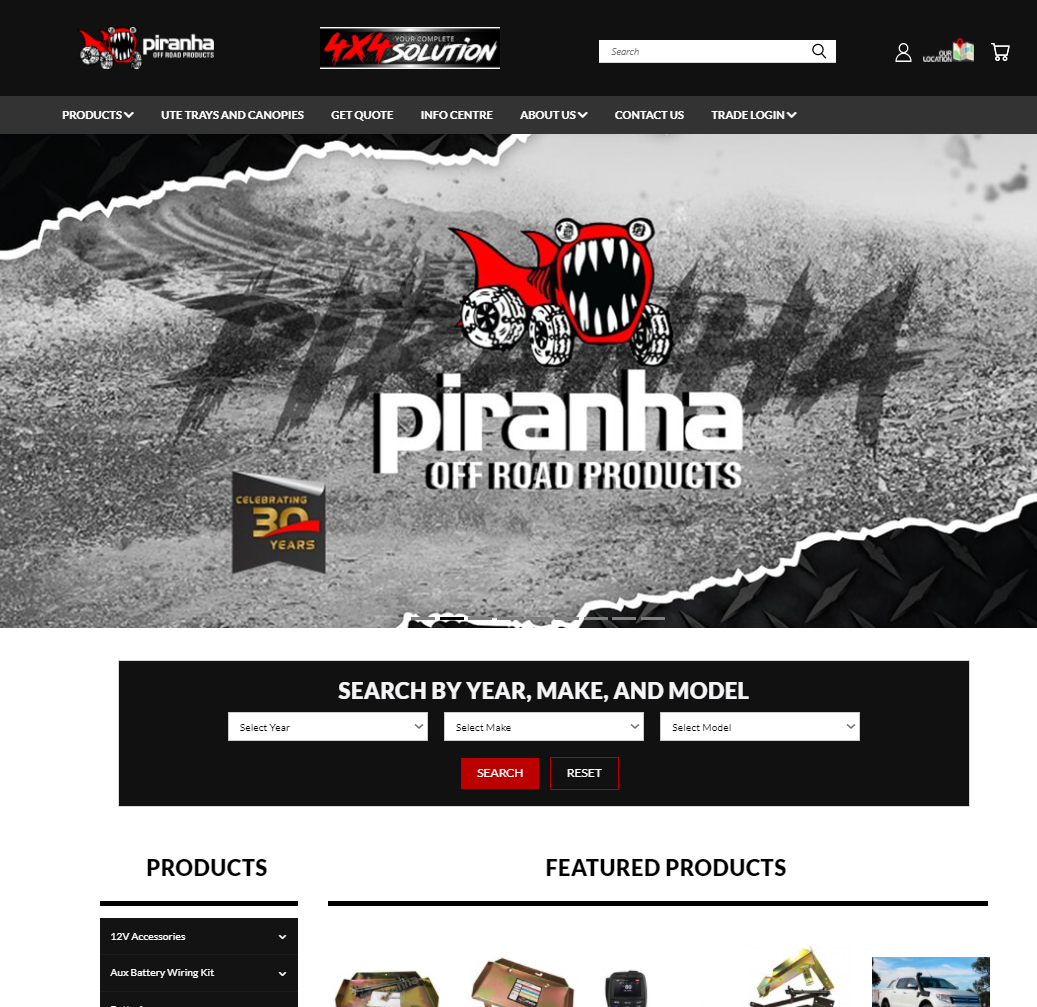 piranha
OFF ROAD PRODUCTS
YOUR COMPLETE
4X4 SOLUTION
Search
OUR
LOCATION
PRODUCTS
UTE TRAYS AND CANOPIES
GET QUOTE
INFO CENTRE
ABOUT US
CONTACT US
TRADE LOGIN
PIRANHA
piranha
OFF ROAD PRODUCTS
CELEBRATING
30
YEARS
SEARCH BY YEAR, MAKE, AND MODEL
Select Year
Select Make
Select Model
SEARCH
RESET
PRODUCTS
FEATURED PRODUCTS
12V Accessories
Aux Battery Wiring Kit